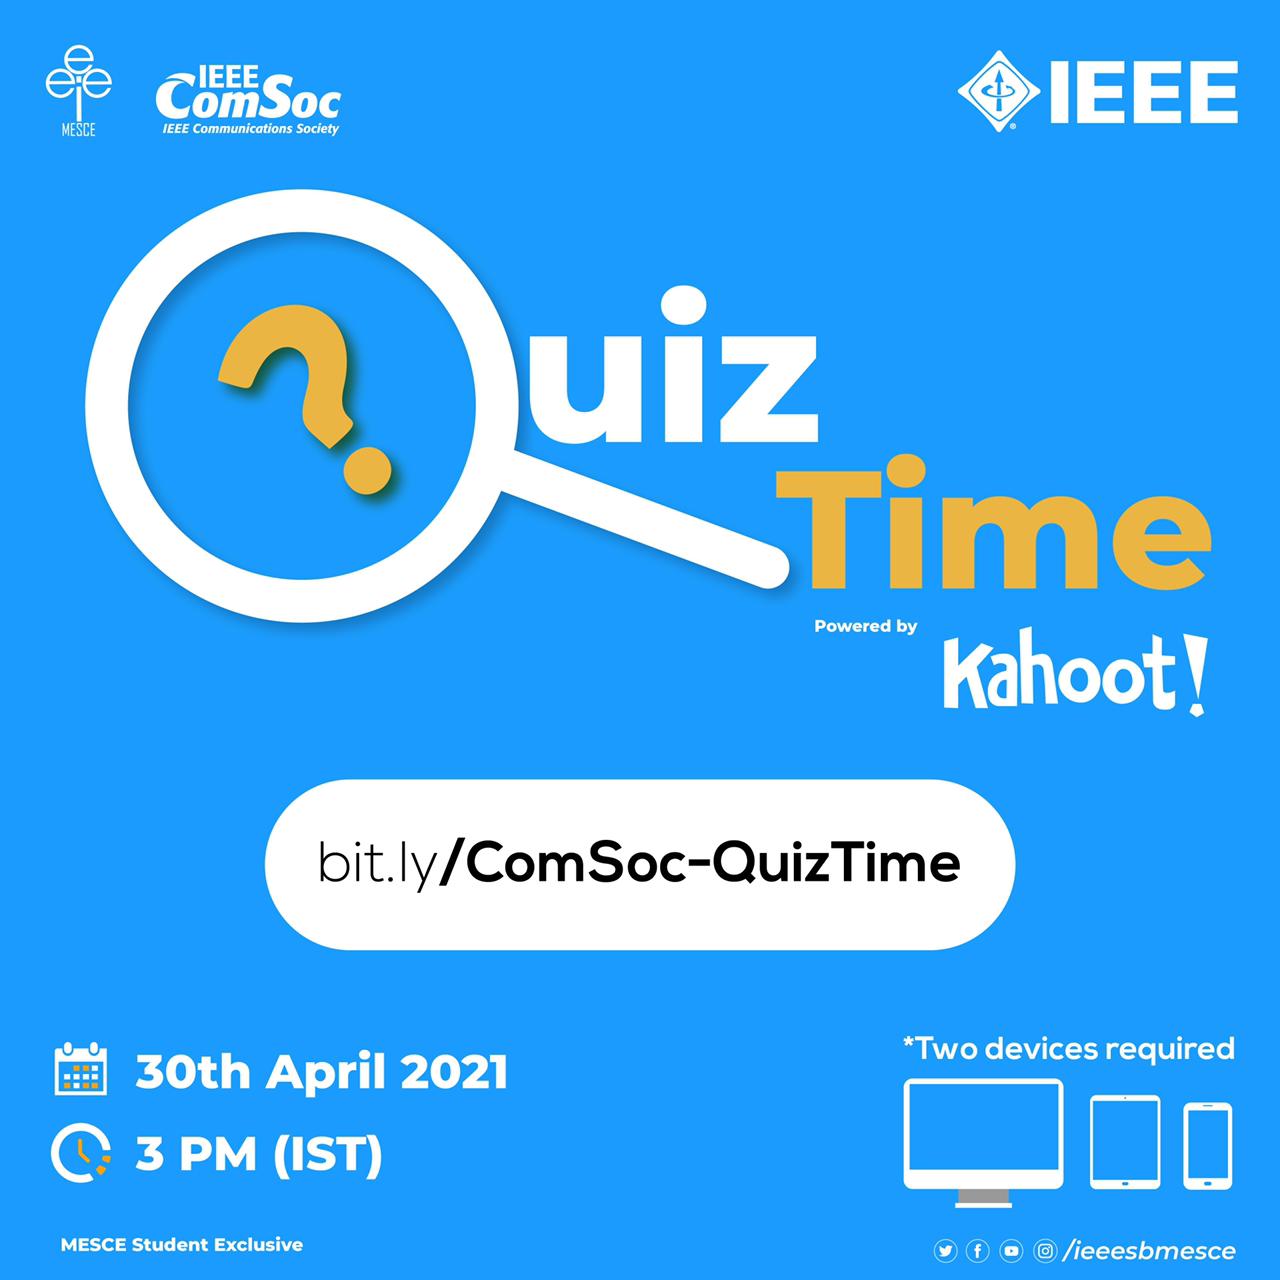 eee
MESCE
IEEE
ComSoc
IEEE Communications Society
IEEE
®
?
uiz
Time
Powered by
Kahoot!
bit.ly/ComSoc-QuizTime
30th April 2021
3 PM (IST)
*Two devices required
MESCE Student Exclusive
/ieeesbmesce